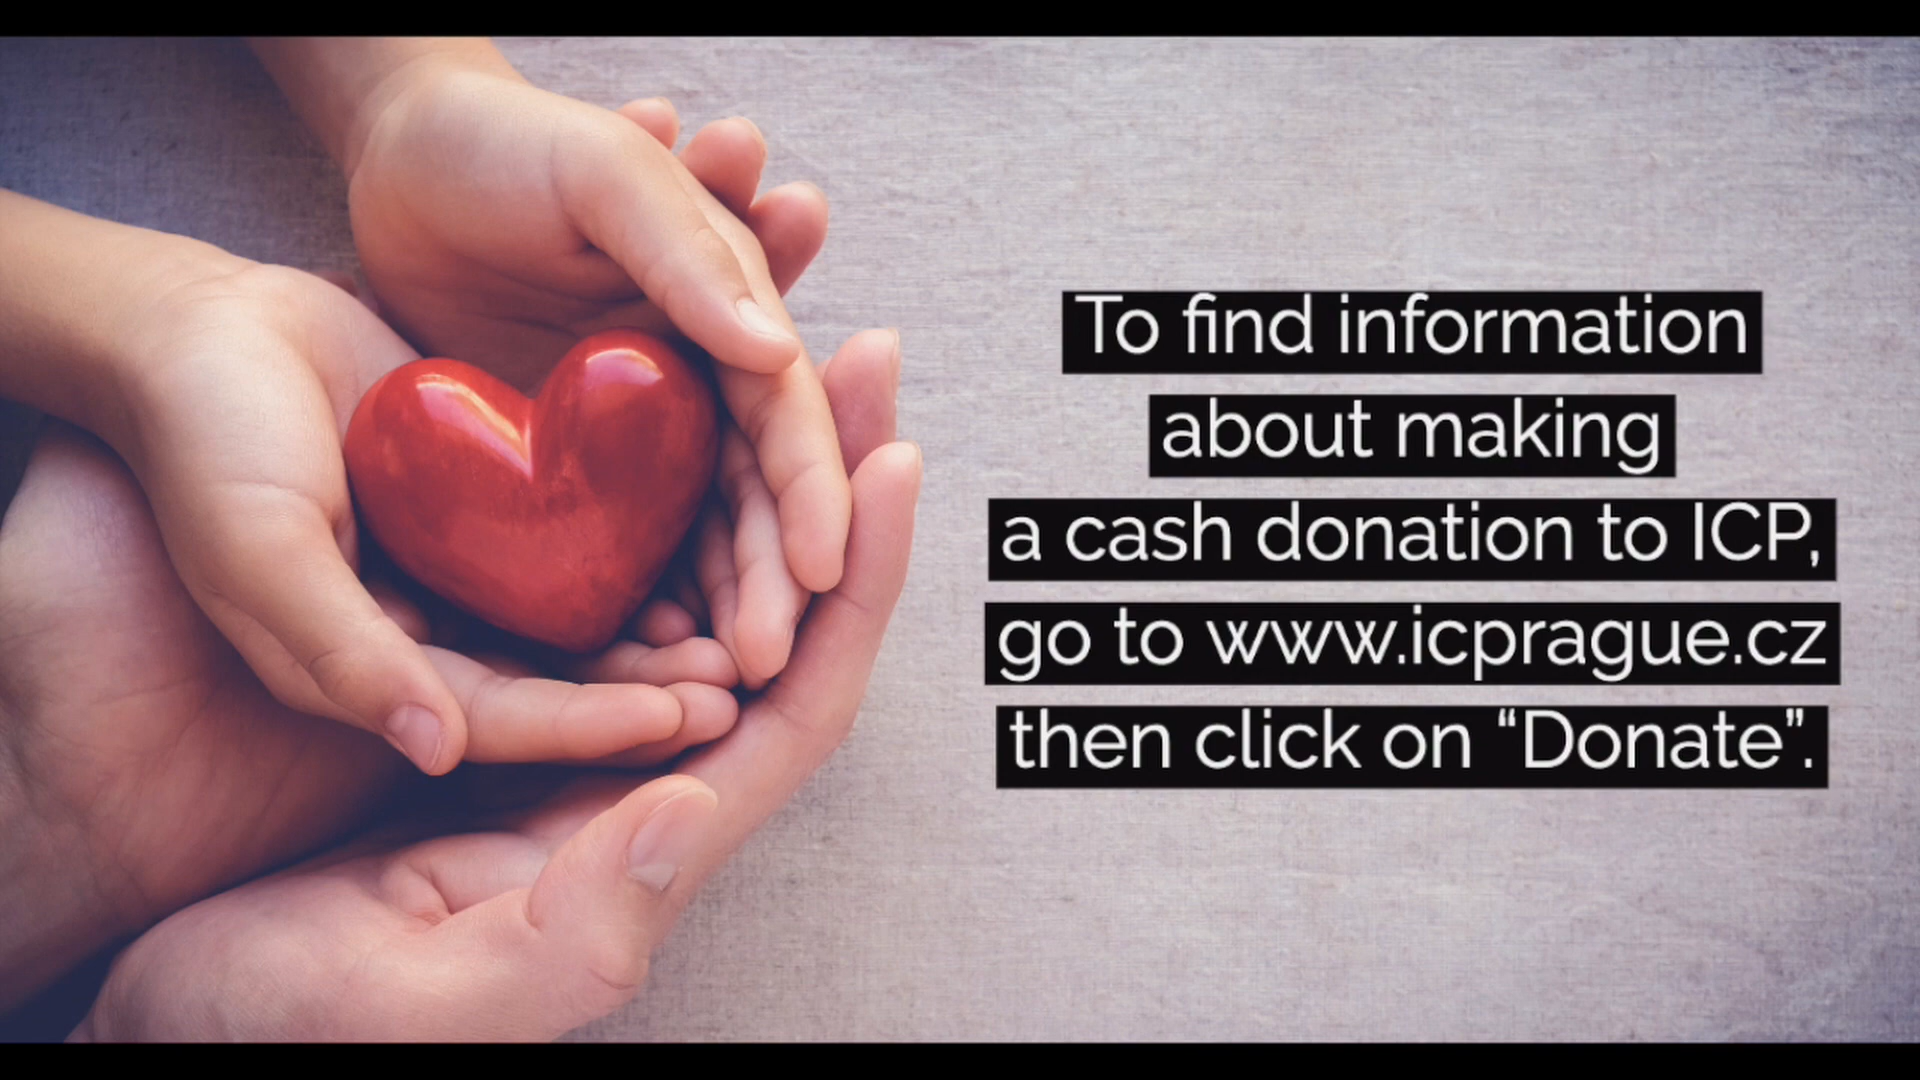 To find information
about making
a cash donation to ICP,
go to www.icprague.cz
then click on “Donate”.